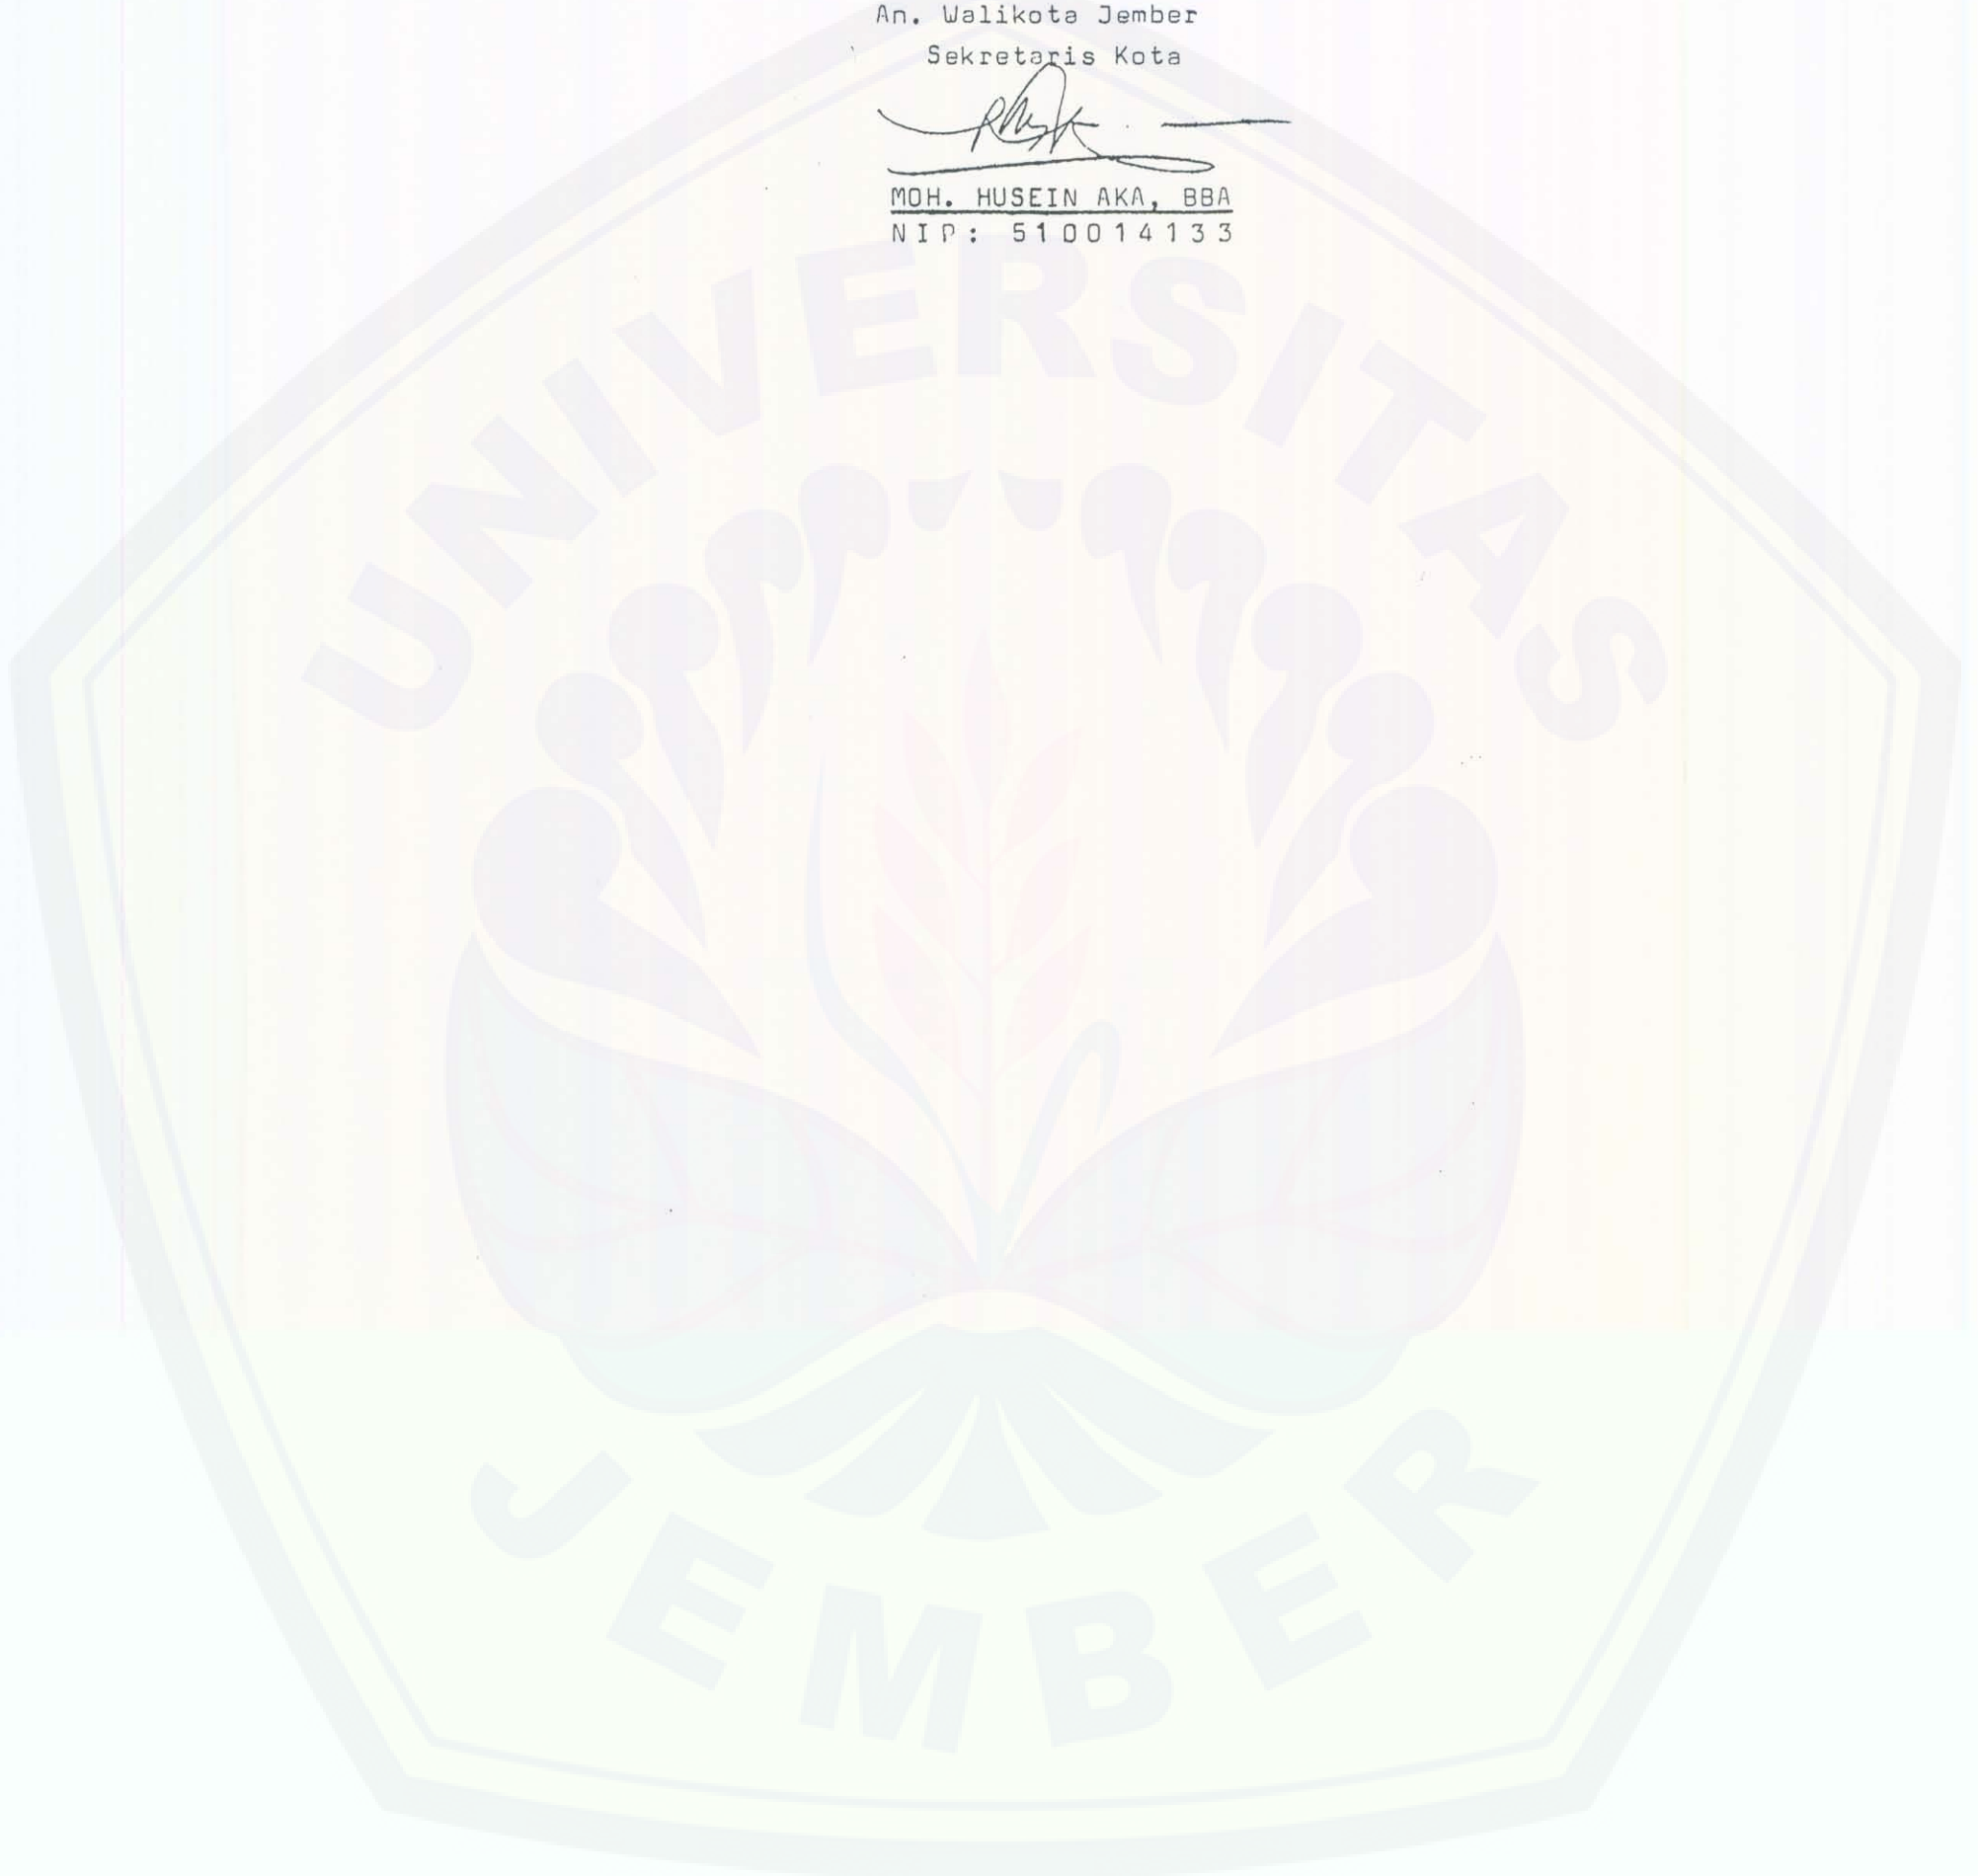 An. Walikota Jember
Sekretaris Kota
MOH. HUSEIN AKA, BBA
NIP: 510014133
UNIVERSITAS
JEMBER